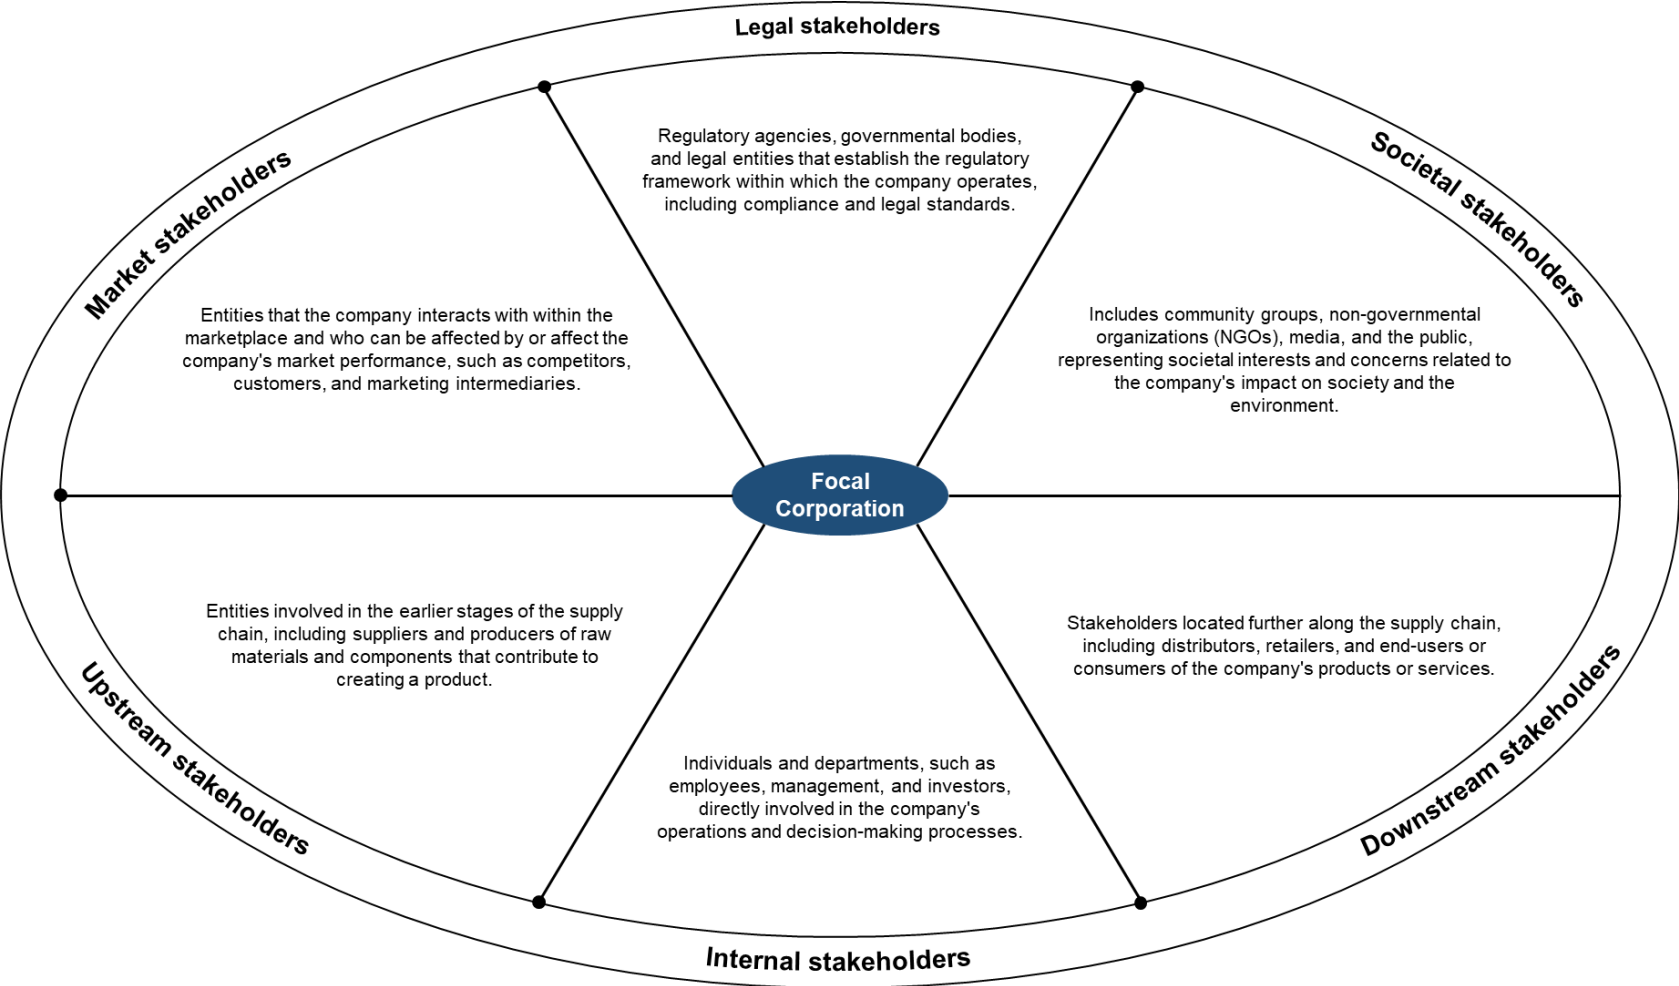 Legal stakeholders
Regulatory agencies, governmental bodies,
and legal entities that establish the regulatory
framework within which the company operates,
including compliance and legal standards.
Market stakeholders
Entities that the company interacts with within the
marketplace and who can be affected by or affect the
company's market performance, such as competitors,
customers, and marketing intermediaries.
Societal stakeholders
Includes community groups, non-governmental
organizations (NGOs), media, and the public,
representing societal interests and concerns related to
the company's impact on society and the
environment.
Focal
Corporation
Upstream stakeholders
Entities involved in the earlier stages of the supply
chain, including suppliers and producers of raw
materials and components that contribute to
creating a product.
Downstream stakeholders
Stakeholders located further along the supply chain,
including distributors, retailers, and end-users or
consumers of the company's products or services.
Individuals and departments, such as
employees, management, and investors,
directly involved in the company's
operations and decision-making processes.
Internal stakeholders